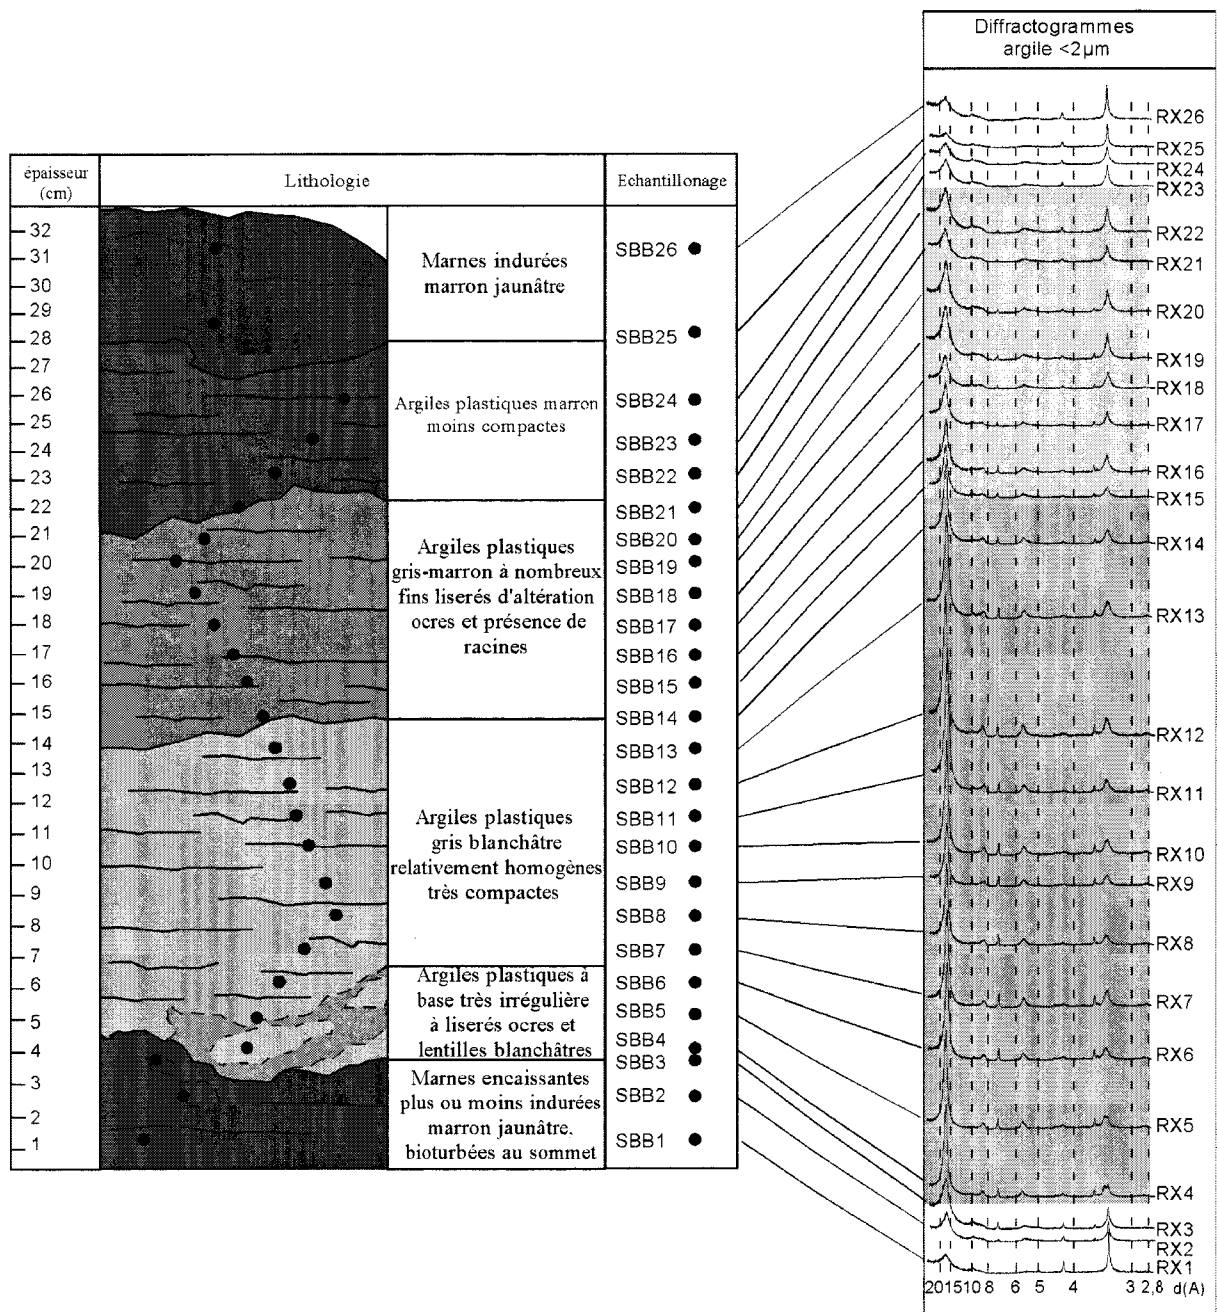 Diffractogrammes
argile <2µm
épaisseur
(cm)
Lithologie
Echantillonage
32
31
30
29
28
27
26
25
24
23
22
21
20
19
18
17
16
15
14
13
12
11
10
9
8
7
6
5
4
3
2
1
Marnes indurées
marron jaunâtre
Argiles plastiques marron
moins compactes
Argiles plastiques
gris-marron à nombreux
fins liserés d'altération
ocres et présence de
racines
Argiles plastiques
gris blanchâtre
relativement homogènes
très compactes
Argiles plastiques à
base très irrégulière
à liserés ocres et
lentilles blanchâtres
Marnes encaissantes
plus ou moins indurées
marron jaunâtre,
bioturbées au sommet
SBB26
SBB25
SBB24
SBB23
SBB22
SBB21
SBB20
SBB19
SBB18
SBB17
SBB16
SBB15
SBB14
SBB13
SBB12
SBB11
SBB10
SBB9
SBB8
SBB7
SBB6
SBB5
SBB4
SBB3
SBB2
SBB1
RX26
RX25
RX24
RX23
RX22
RX21
RX20
RX19
RX18
RX17
RX16
RX15
RX14
RX13
RX12
RX11
RX10
RX9
RX8
RX7
RX6
RX5
RX4
RX3
RX2
RX1
20 15 10 8 6 5 4 3 2,8 d(A)